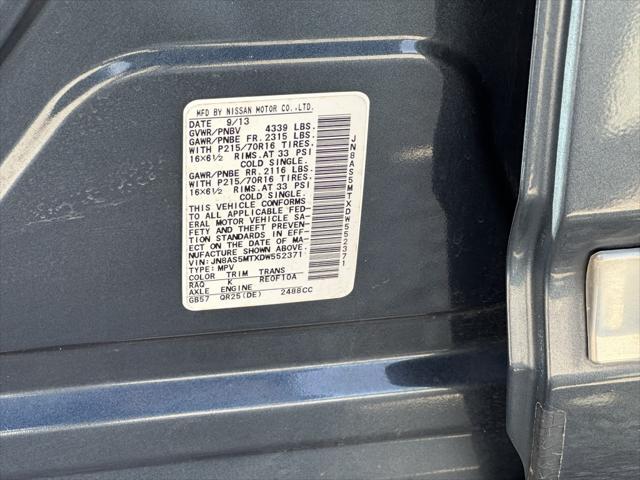 MFD BY NISSAN MOTOR CO.,LTD.
DATE 9/13
GVWR/PNBV 4339 LBS.
GAWR/PNBE FR. 2315 LBS.
WITH P215/70R16 TIRES.
16X6½ RIMS.AT 33 PSI
COLD SINGLE.
GAWR/PNBE RR. 2116 LBS.
WITH P215/70R16 TIRES.
16X6½ RIMS.AT 33 PSI
COLD SINGLE.
THIS VEHICLE CONFORMS
TO ALL APPLICABLE FED-
ERAL MOTOR VEHICLE SA-
FETY AND THEFT PREVEN-
TION STANDARDS IN EFF-
ECT ON THE DATE OF MA-
NUFACTURE SHOWN ABOVE.
VIN: JN8AS5MTXDW552371
TYPE: MPV
COLOR TRIM TRANS
RAQ K RE0F10A
AXLE ENGINE
GB57 QR25(DE) 2488CC
JN8AS5MTXDW552371